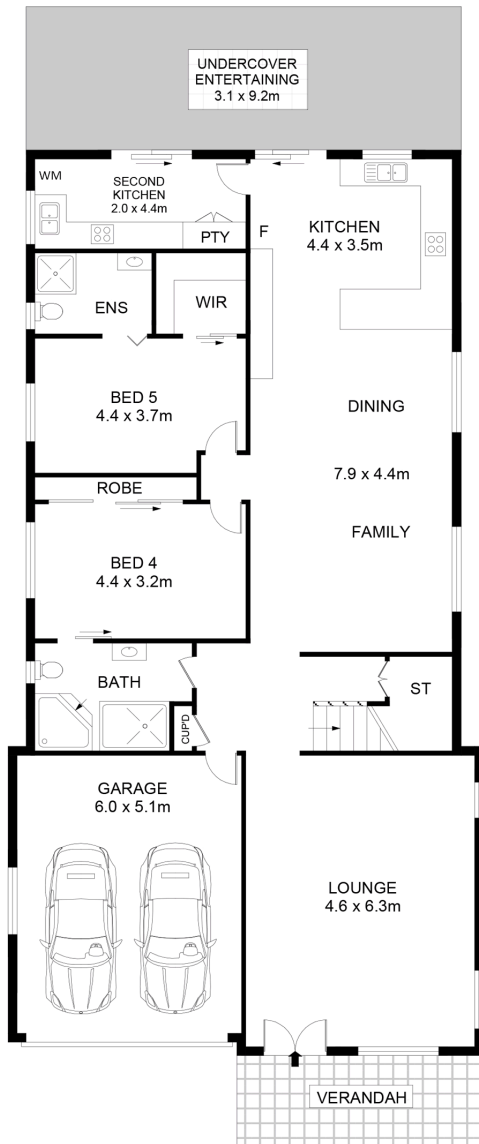 UNDERCOVER
ENTERTAINING
3.1 x 9.2m
WM
SECOND
KITCHEN
2.0 x 4.4m
PTY
F
KITCHEN
4.4 x 3.5m
ENS
WIR
BED 5
4.4 x 3.7m
DINING
7.9 x 4.4m
FAMILY
ROBE
BED 4
4.4 x 3.2m
BATH
CUP'D
ST
GARAGE
6.0 x 5.1m
LOUNGE
4.6 x 6.3m
VERANDAH